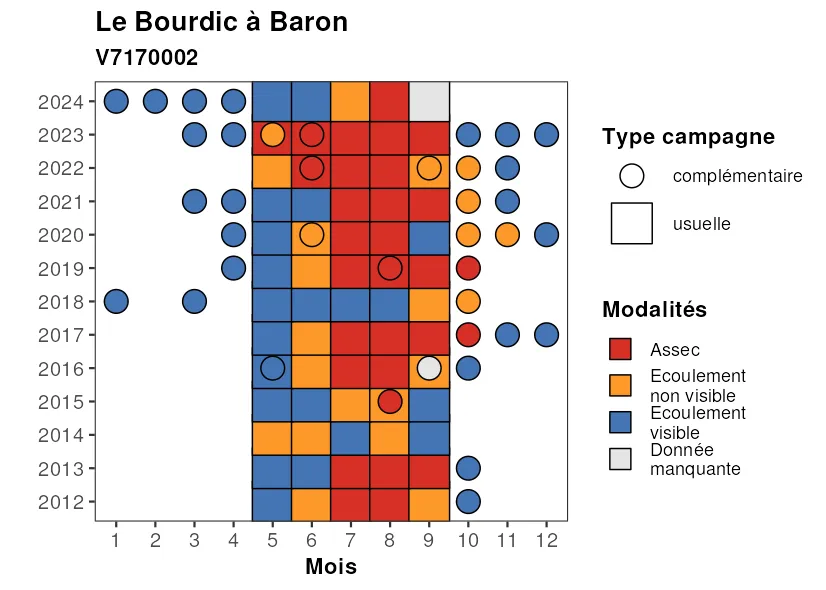 Le Bourdic à Baron
V7170002
2024
2023
2022
2021
2020
2019
2018
2017
2016
2015
2014
2013
2012
1 2 3 4 5 6 7 8 9 10 11 12
Mois
Type campagne
complémentaire
usuelle
Modalités
Assec
Ecoulement
non visible
Ecoulement
visible
Donnée
manquante